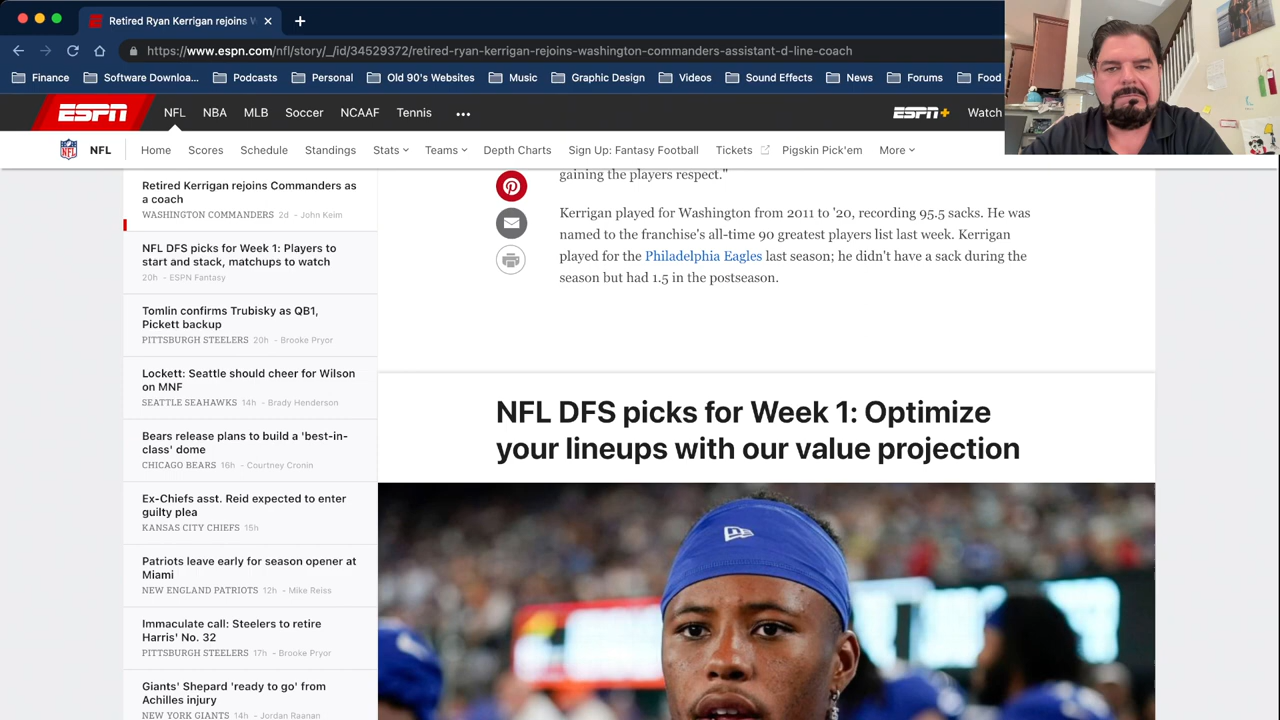 Retired Ryan Kerrigan rejoins W
https://www.espn.com/nfl/story/_/id/34529372/retired-ryan-kerrigan-rejoins-washington-commanders-assistant-d-line-coach
Finance Software Downloa... Podcasts Personal Old 90's Websites Music Graphic Design Videos Sound Effects News Forums Food
ESPN NFL NBA MLB Soccer NCAAF Tennis ••• ESPN+ Watch
NFL Home Scores Schedule Standings Stats Teams Depth Charts Sign Up: Fantasy Football Tickets Pigskin Pick'em More
Retired Kerrigan rejoins Commanders as
a coach
WASHINGTON COMMANDERS 2d - John Keim
NFL DFS picks for Week 1: Players to
start and stack, matchups to watch
20h - ESPN Fantasy
Tomlin confirms Trubisky as QB1,
Pickett backup
PITTSBURGH STEELERS 20h - Brooke Pryor
Lockett: Seattle should cheer for Wilson
on MNF
SEATTLE SEAHAWKS 14h - Brady Henderson
Bears release plans to build a 'best-in-
class' dome
CHICAGO BEARS 16h - Courtney Cronin
Ex-Chiefs asst. Reid expected to enter
guilty plea
KANSAS CITY CHIEFS 15h
Patriots leave early for season opener at
Miami
NEW ENGLAND PATRIOTS 12h - Mike Reiss
Immaculate call: Steelers to retire
Harris' No. 32
PITTSBURGH STEELERS 17h - Brooke Pryor
Giants' Shepard 'ready to go' from
Achilles injury
NEW YORK GIANTS 14h - Jordan Raanan
gaining the players respect."
Kerrigan played for Washington from 2011 to '20, recording 95.5 sacks. He was
named to the franchise's all-time 90 greatest players list last week. Kerrigan
played for the Philadelphia Eagles last season; he didn't have a sack during the
season but had 1.5 in the postseason.
NFL DFS picks for Week 1: Optimize
your lineups with our value projection